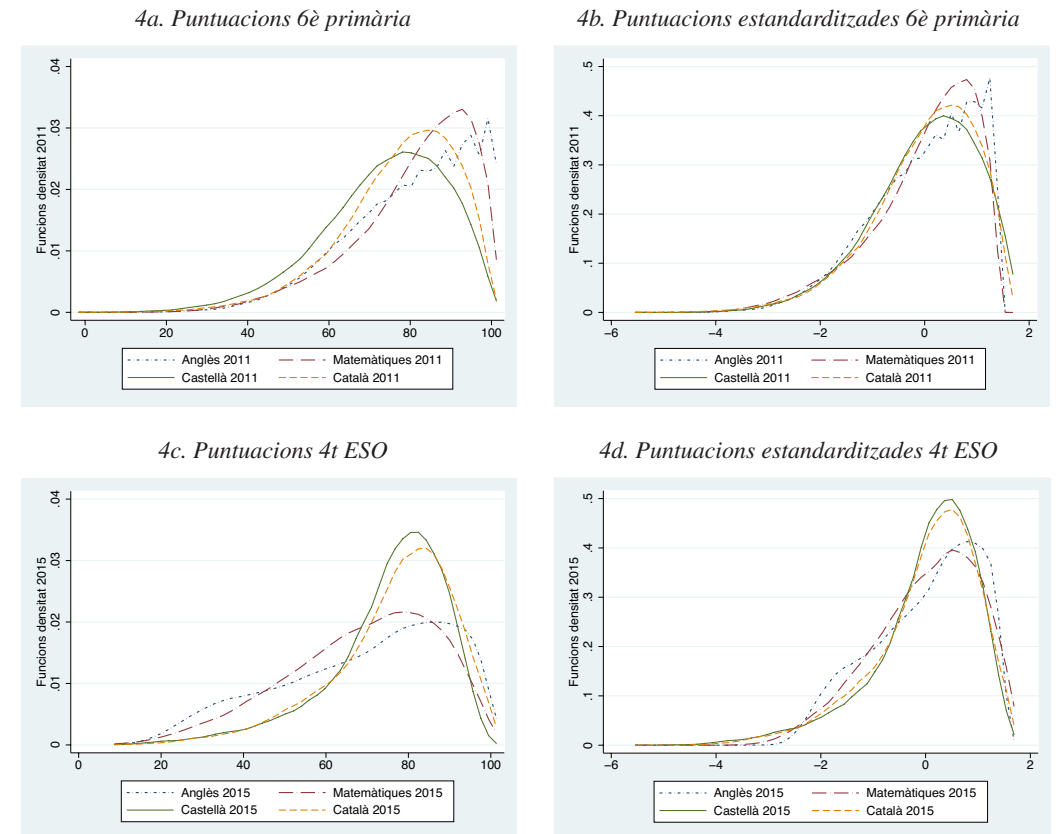 4a. Puntuacions 6è primària
Funcions densitat 2011
0 .01 .02 .03 .04
0 20 40 60 80 100
Anglès 2011 Matemàtiques 2011
Castellà 2011 Català 2011
4b. Puntuacions estandarditzades 6è primària
Funcions densitat 2011
0 .1 .2 .3 .4 .5
−6 −4 −2 0 2
Anglès 2011 Matemàtiques 2011
Castellà 2011 Català 2011
4c. Puntuacions 4t ESO
Funcions densitat 2015
0 .01 .02 .03 .04
0 20 40 60 80 100
Anglès 2015 Matemàtiques 2015
Castellà 2015 Català 2015
4d. Puntuacions estandarditzades 4t ESO
Funcions densitat 2015
0 .1 .2 .3 .4 .5
−6 −4 −2 0 2
Anglès 2015 Matemàtiques 2015
Castellà 2015 Català 2015